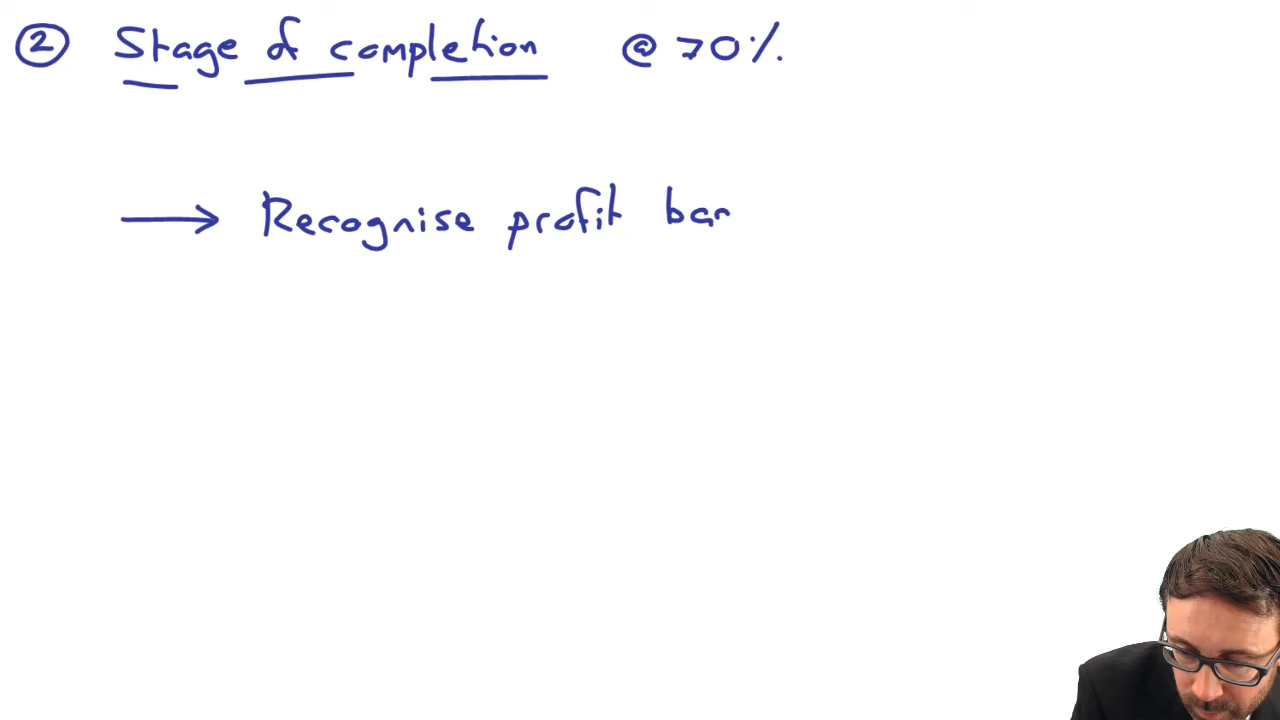 ② Stage of completion @ 70%.
→ Recognise profit bar